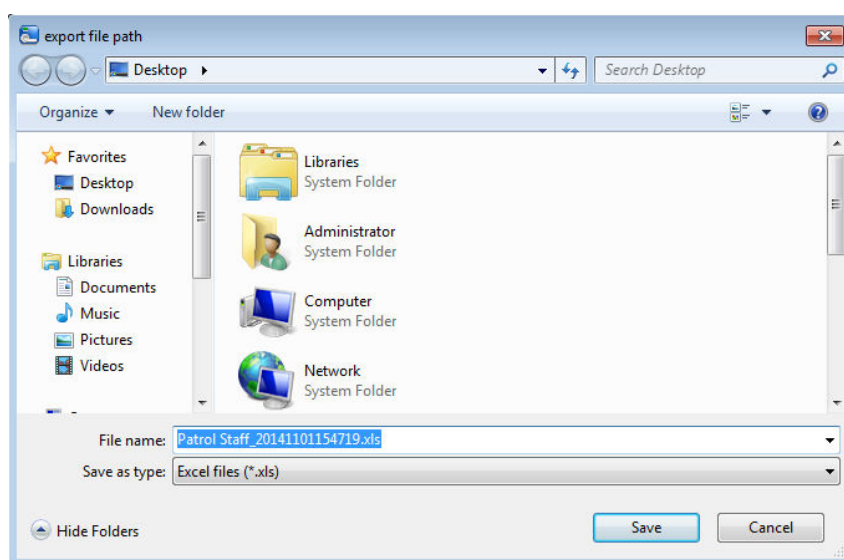 export file path
Desktop
Search Desktop
Organize
New folder
Favorites
Desktop
Downloads
Libraries
Documents
Music
Pictures
Videos
Libraries
System Folder
Administrator
System Folder
Computer
System Folder
Network
System Folder
File name: Patrol Staff_20141101154719.xls
Save as type: Excel files (*.xls)
Hide Folders
Save
Cancel